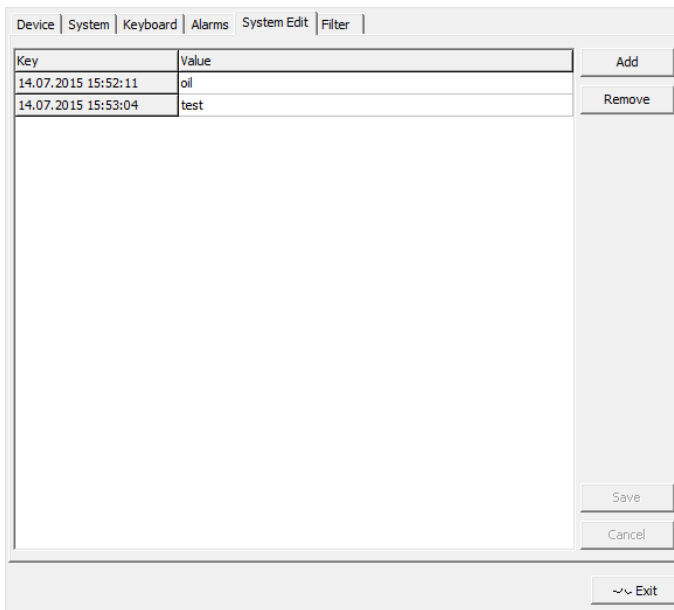 Device System Keyboard Alarms System Edit Filter
Key Value
14.07.2015 15:52:11 oil
14.07.2015 15:53:04 test
Add
Remove
Save
Cancel
Exit